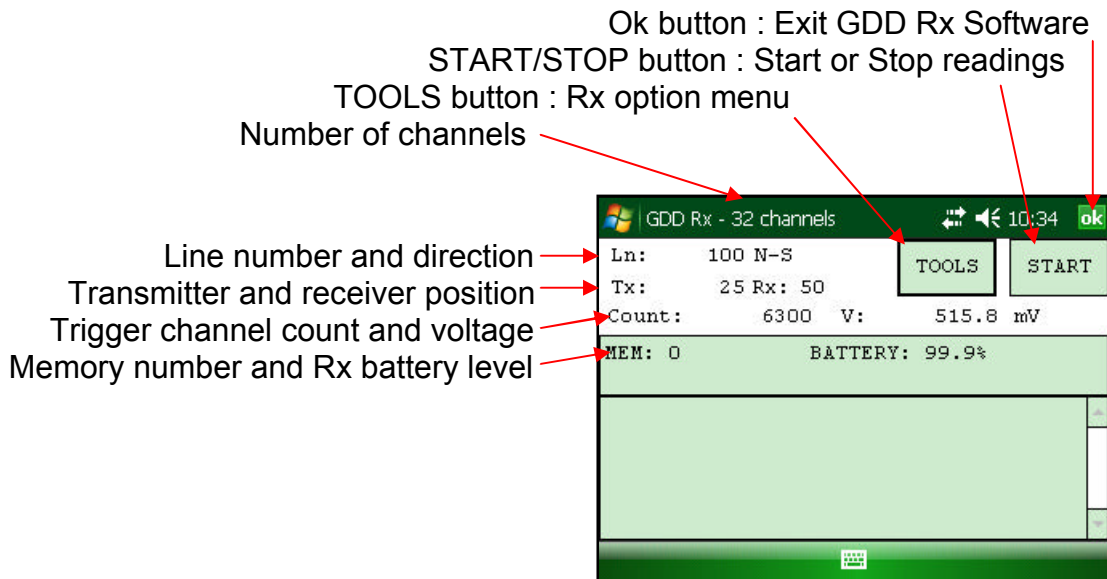 Ok button : Exit GDD Rx Software
START/STOP button : Start or Stop readings
TOOLS button : Rx option menu
Number of channels
GDD Rx - 32 channels 10:34 ok
Line number and direction
Ln: 100 N-S
TOOLS
START
Transmitter and receiver position
Tx: 25 Rx: 50
Trigger channel count and voltage
Count: 6300 V: 515.8 mV
Memory number and Rx battery level
MEM: 0 BATTERY: 99.9%